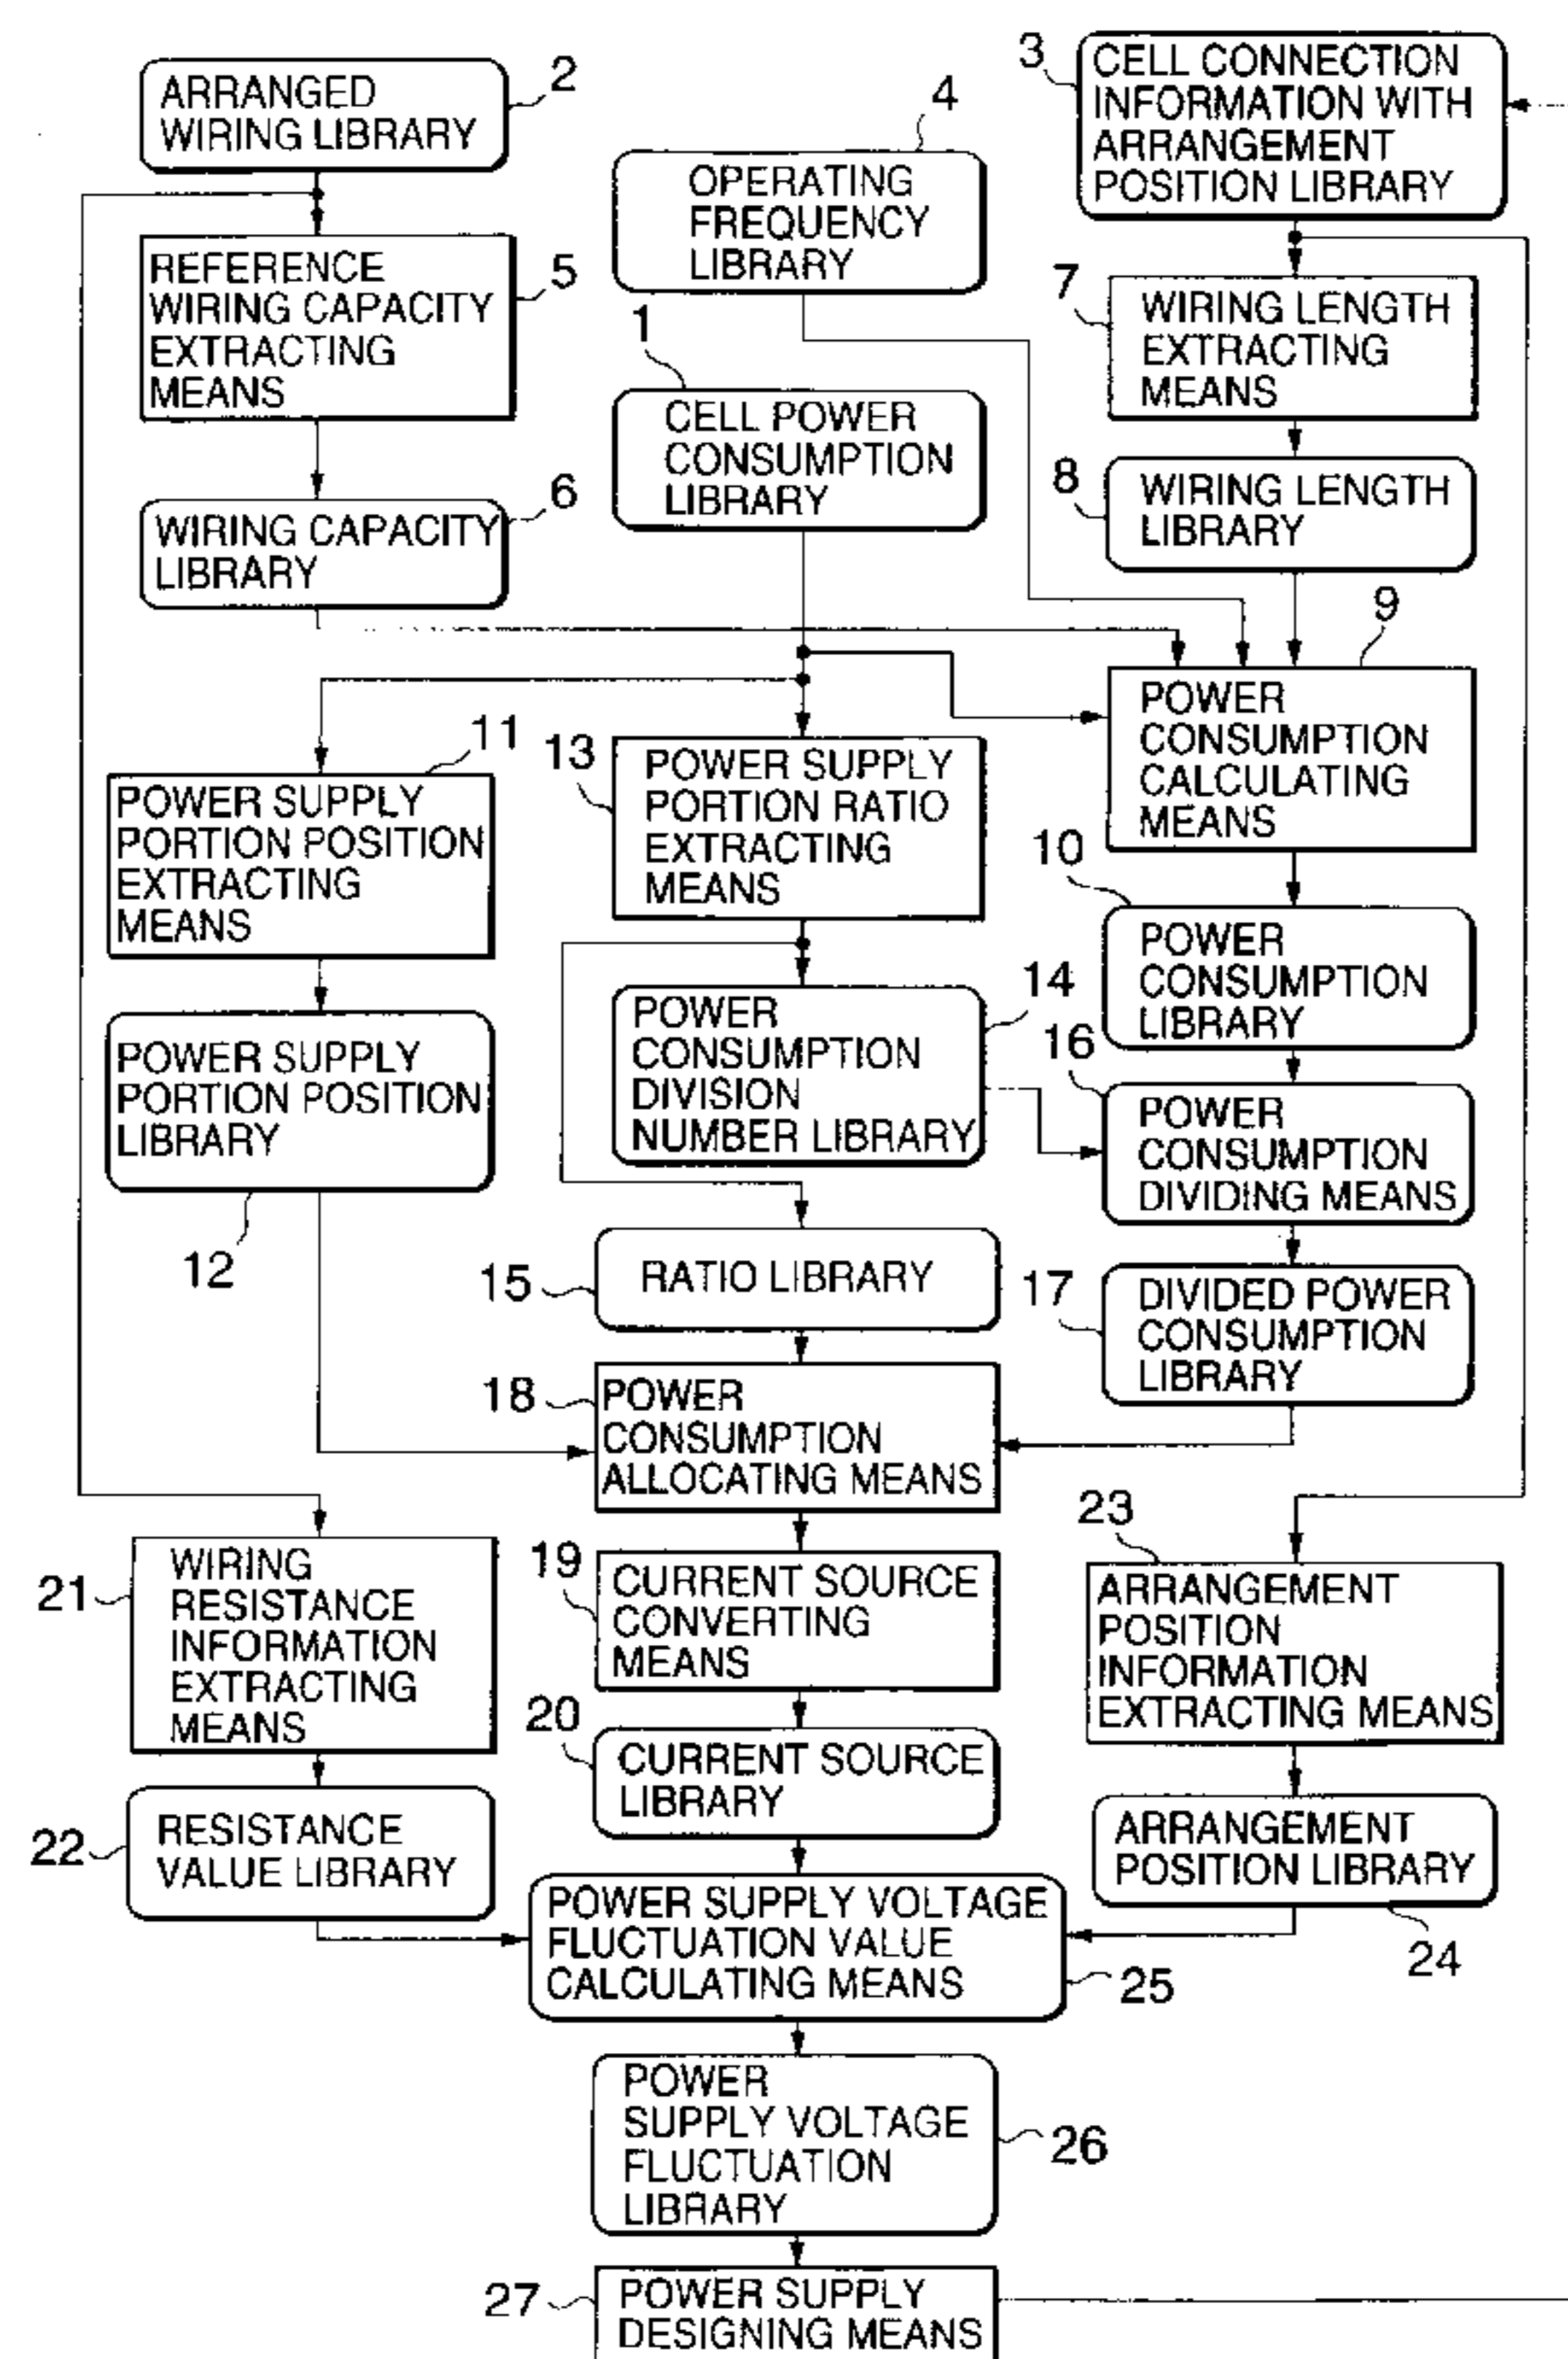 2
ARRANGED
WIRING LIBRARY
3
CELL CONNECTION
INFORMATION WITH
ARRANGEMENT
POSITION LIBRARY
4
OPERATING
FREQUENCY
LIBRARY
5
REFERENCE
WIRING CAPACITY
EXTRACTING
MEANS
1
CELL POWER
CONSUMPTION
LIBRARY
7
WIRING LENGTH
EXTRACTING
MEANS
6
WIRING CAPACITY
LIBRARY
8
WIRING LENGTH
LIBRARY
9
POWER
CONSUMPTION
CALCULATING
MEANS
11
POWER SUPPLY
PORTION POSITION
EXTRACTING
MEANS
13
POWER SUPPLY
PORTION RATIO
EXTRACTING
MEANS
10
POWER
CONSUMPTION
LIBRARY
POWER SUPPLY
PORTION POSITION
LIBRARY
12
14
POWER
CONSUMPTION
DIVISION
NUMBER LIBRARY
16
POWER
CONSUMPTION
DIVIDING MEANS
15
RATIO LIBRARY
17
DIVIDED POWER
CONSUMPTION
LIBRARY
18
POWER
CONSUMPTION
ALLOCATING MEANS
21
WIRING
RESISTANCE
INFORMATION
EXTRACTING
MEANS
19
CURRENT SOURCE
CONVERTING
MEANS
23
ARRANGEMENT
POSITION
INFORMATION
EXTRACTING MEANS
20
CURRENT SOURCE
LIBRARY
22
RESISTANCE
VALUE LIBRARY
ARRANGEMENT
POSITION LIBRARY
24
POWER SUPPLY VOLTAGE
FLUCTUATION VALUE
CALCULATING MEANS
25
POWER
SUPPLY VOLTAGE
FLUCTUATION
LIBRARY
26
27
POWER SUPPLY
DESIGNING MEANS